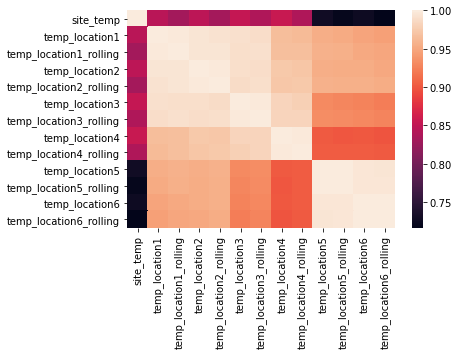 site_temp
temp_location1
temp_location1_rolling
temp_location2
temp_location2_rolling
temp_location3
temp_location3_rolling
temp_location4
temp_location4_rolling
temp_location5
temp_location5_rolling
temp_location6
temp_location6_rolling
site_temp
temp_location1
temp_location1_rolling
temp_location2
temp_location2_rolling
temp_location3
temp_location3_rolling
temp_location4
temp_location4_rolling
temp_location5
temp_location5_rolling
temp_location6
temp_location6_rolling
1.00
0.95
0.90
0.85
0.80
0.75